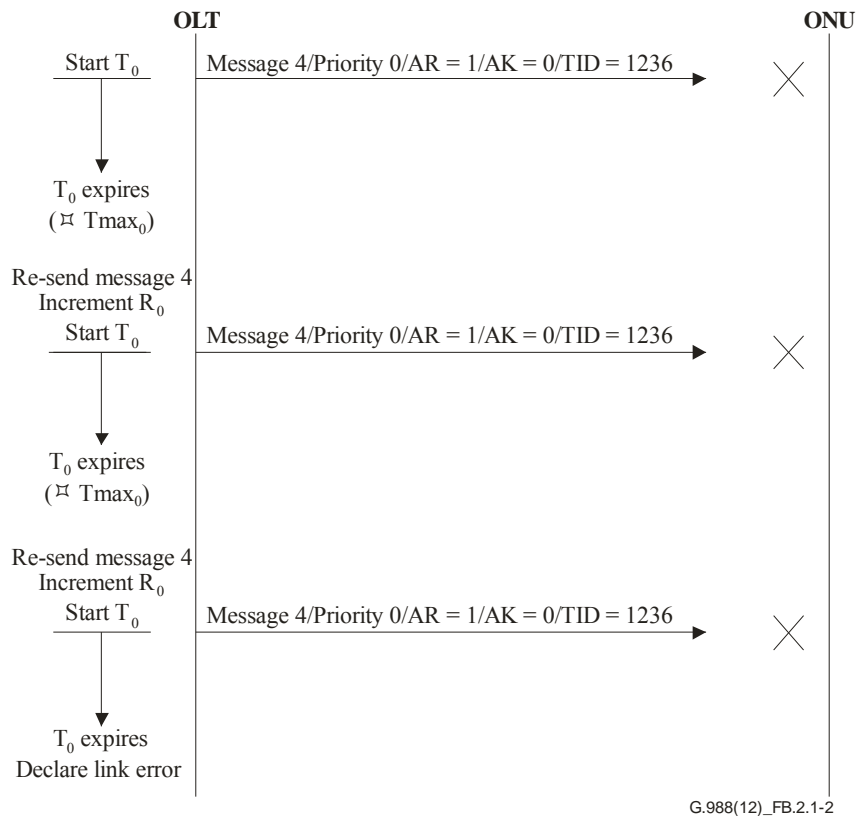 OLT
ONU
Start T₀
Message 4/Priority 0/AR = 1/AK = 0/TID = 1236
T₀ expires
(¤ Tmax₀)
Re-send message 4
Increment R₀
Start T₀
Message 4/Priority 0/AR = 1/AK = 0/TID = 1236
T₀ expires
(¤ Tmax₀)
Re-send message 4
Increment R₀
Start T₀
Message 4/Priority 0/AR = 1/AK = 0/TID = 1236
T₀ expires
Declare link error
G.988(12)_FB.2.1-2